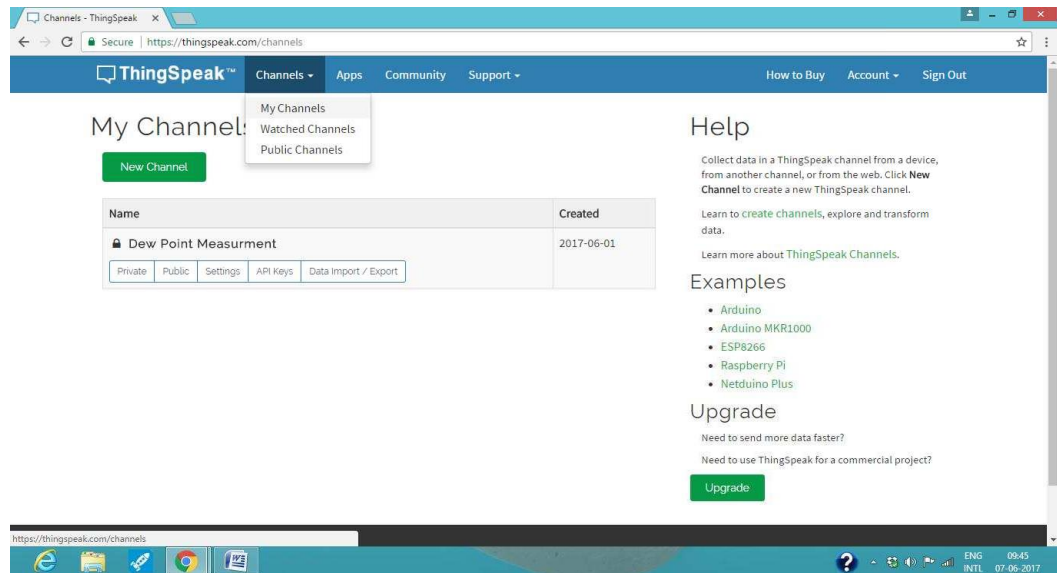 Channels - ThingSpeak
Secure | https://thingspeak.com/channels
ThingSpeak™ Channels Apps Community Support How to Buy Account Sign Out
My Channels
Watched Channels
Public Channels
My Channels
New Channel
Name Created
Dew Point Measurment 2017-06-01
Private Public Settings API Keys Data Import / Export
Help
Collect data in a ThingSpeak channel from a device,
from another channel, or from the web. Click New
Channel to create a new ThingSpeak channel.
Learn to create channels, explore and transform
data.
Learn more about ThingSpeak Channels.
Examples
Arduino
Arduino MKR1000
ESP8266
Raspberry Pi
Netduino Plus
Upgrade
Need to send more data faster?
Need to use ThingSpeak for a commercial project?
Upgrade
https://thingspeak.com/channels
ENG 09:45
INTL 07-06-2017